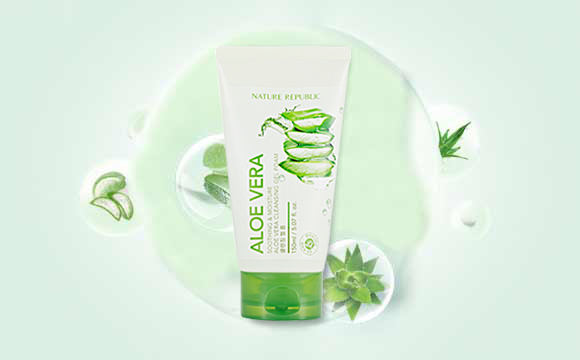 NATURE REPUBLIC
ALOE VERA
SOOTHING & MOISTURE
ALOE VERA CLEANSING GEL FOAM
150ml / 5.07 fl. oz.